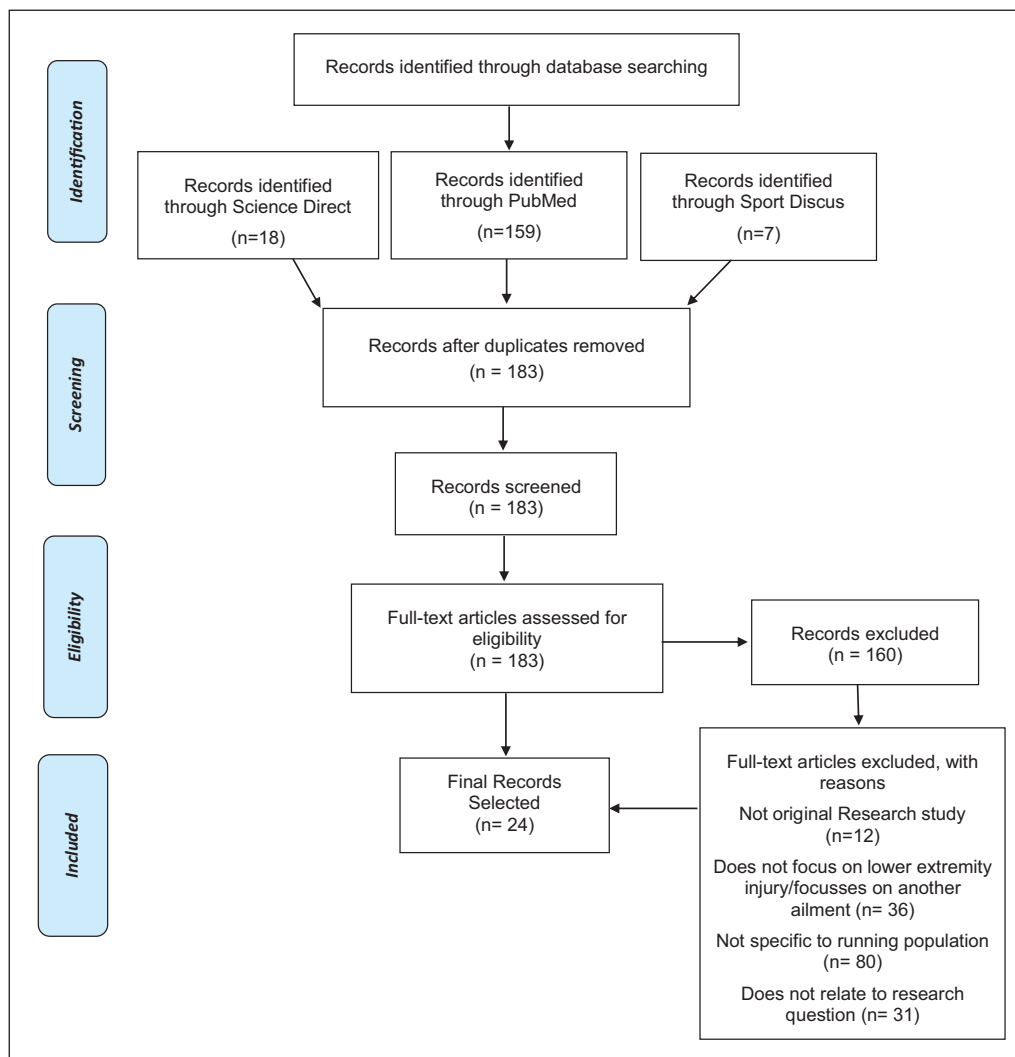 Identification
Records identified through database searching
Records identified
through Science Direct
(n=18)
Records identified
through PubMed
(n=159)
Records identified
through Sport Discus
(n=7)
Screening
Records after duplicates removed
(n = 183)
Records screened
(n = 183)
Eligibility
Full-text articles assessed for
eligibility
(n = 183)
Records excluded
(n = 160)
Included
Final Records
Selected
(n= 24)
Full-text articles excluded, with
reasons
Not original Research study
(n=12)
Does not focus on lower extremity
injury/focusses on another
ailment (n= 36)
Not specific to running population
(n= 80)
Does not relate to research
question (n= 31)